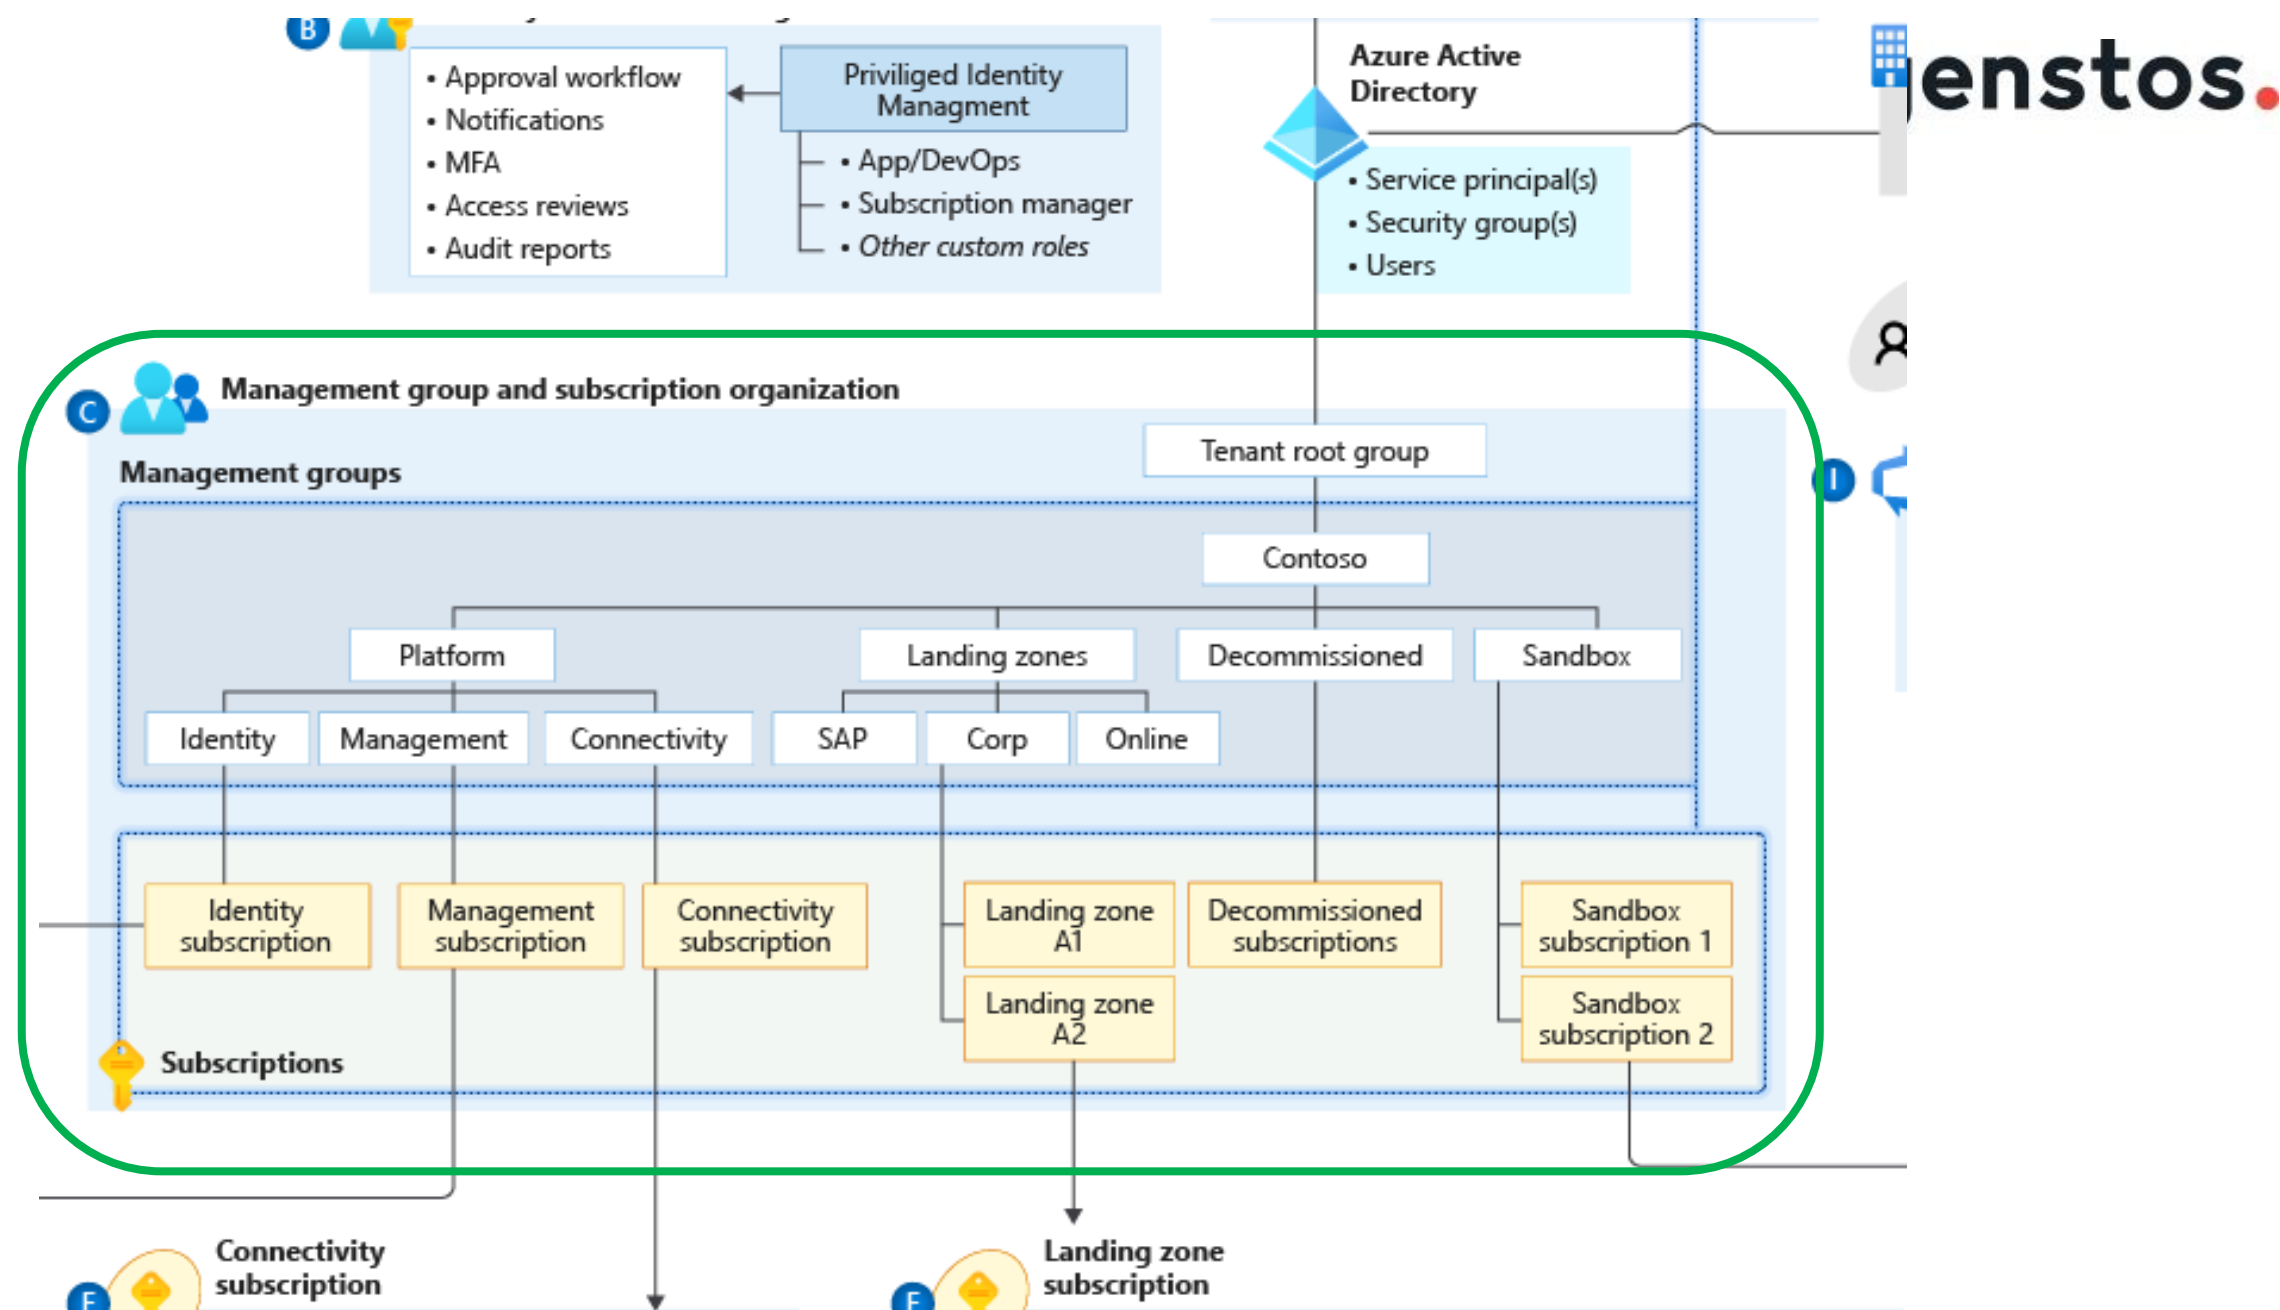 B
• Approval workflow
• Notifications
• MFA
• Access reviews
• Audit reports
Priviliged Identity
Managment
• App/DevOps
• Subscription manager
• Other custom roles
Azure Active
Directory
• Service principal(s)
• Security group(s)
• Users
enstos.
C
Management group and subscription organization
Management groups
Tenant root group
Contoso
Platform
Landing zones
Decommissioned
Sandbox
Identity
Management
Connectivity
SAP
Corp
Online
I
Identity
subscription
Management
subscription
Connectivity
subscription
Landing zone
A1
Decommissioned
subscriptions
Sandbox
subscription 1
Landing zone
A2
Sandbox
subscription 2
Subscriptions
Connectivity
subscription
Landing zone
subscription